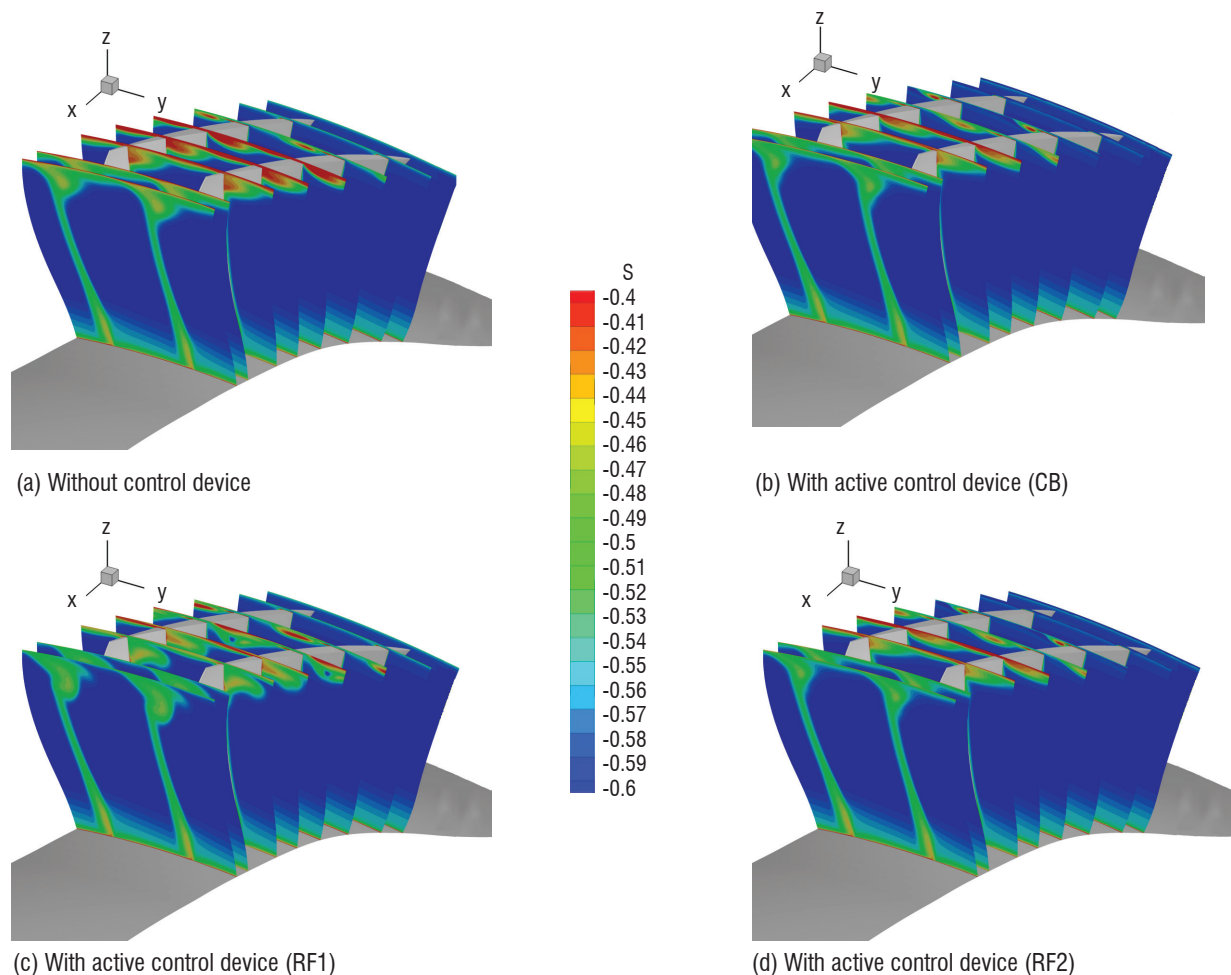 z
x
y
(a) Without control device
z
x
y
(b) With active control device (CB)
S
-0.4
-0.41
-0.42
-0.43
-0.44
-0.45
-0.46
-0.47
-0.48
-0.49
-0.5
-0.51
-0.52
-0.53
-0.54
-0.55
-0.56
-0.57
-0.58
-0.59
-0.6
z
x
y
(c) With active control device (RF1)
z
x
y
(d) With active control device (RF2)